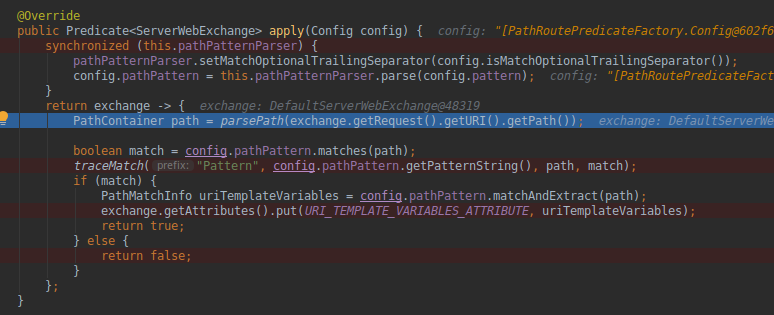 @Override
public Predicate<ServerWebExchange> apply(Config config) { config: "[PathRoutePredicateFactory.Config@602f6
synchronized (this.pathPatternParser) {
pathPatternParser.setMatchOptionalTrailingSeparator(config.isMatchOptionalTrailingSeparator());
config.pathPattern = this.pathPatternParser.parse(config.pattern); config: "[PathRoutePredicateFact
}
return exchange -> { exchange: DefaultServerWebExchange@48319
PathContainer path = parsePath(exchange.getRequest().getURI().getPath()); exchange: DefaultServerWe
boolean match = config.pathPattern.matches(path);
traceMatch( prefix: "Pattern", config.pathPattern.getPatternString(), path, match);
if (match) {
PathMatchInfo uriTemplateVariables = config.pathPattern.matchAndExtract(path);
exchange.getAttributes().put(URI_TEMPLATE_VARIABLES_ATTRIBUTE, uriTemplateVariables);
return true;
} else {
return false;
}
};
}